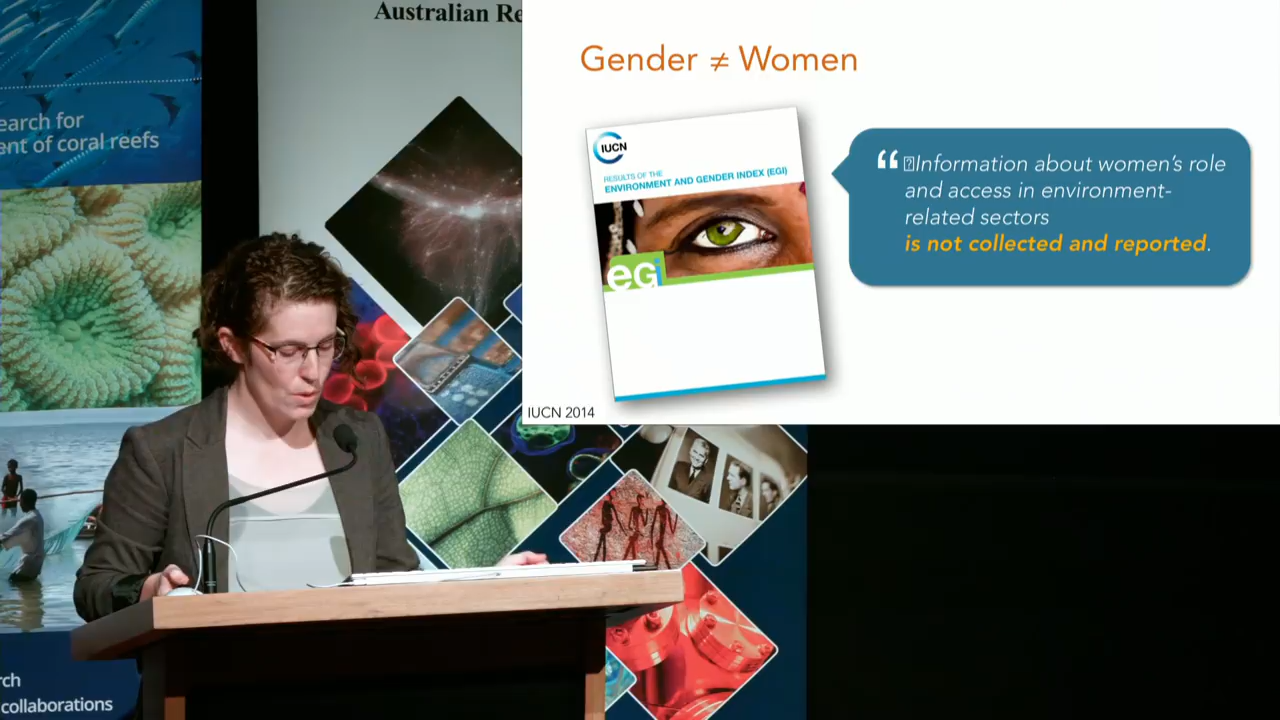 Australian Re
earch for
ent of coral reefs
rch
collaborations
Gender ≠ Women
IUCN
RESULTS OF THE
ENVIRONMENT AND GENDER INDEX (EGI)
eGi
“Information about women's role
and access in environment-
related sectors
is not collected and reported.
IUCN 2014